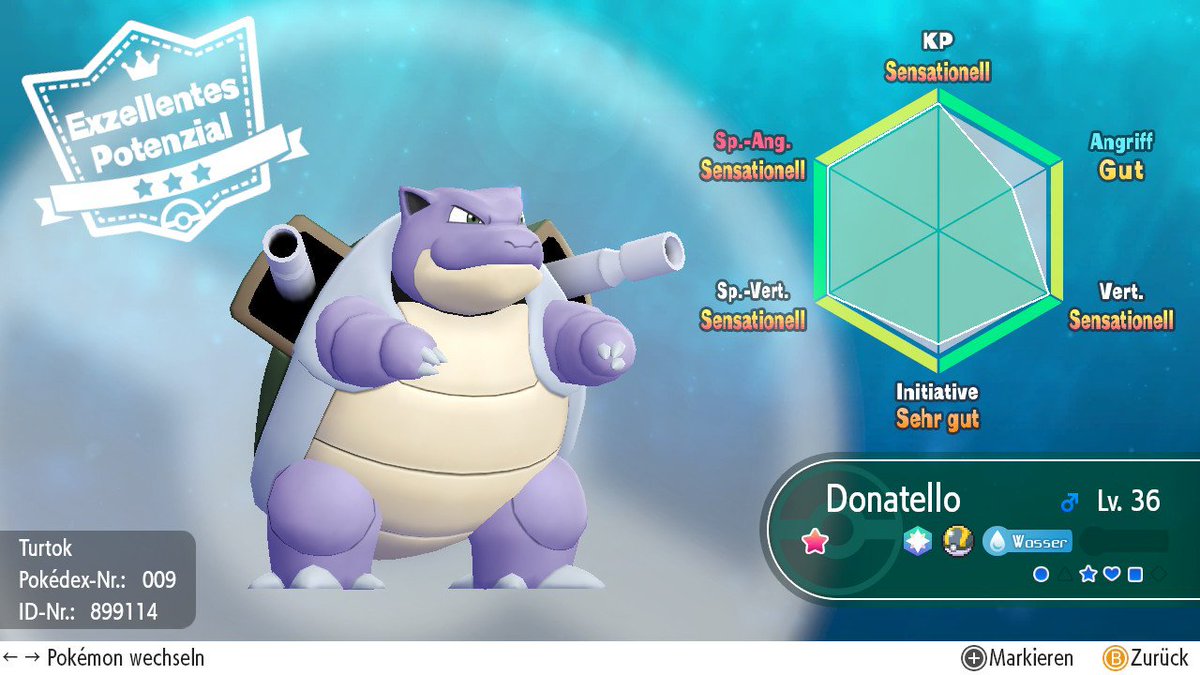 Exzellentes
Potenzial
KP
Sensationell
Sp.-Ang.
Sensationell
Angriff
Gut
Sp.-Vert.
Sensationell
Vert.
Sensationell
Initiative
Sehr gut
Donatello ♂ Lv. 36
Wasser
Turtok
Pokédex-Nr.: 009
ID-Nr.: 899114
← → Pokémon wechseln
+ Markieren
B Zurück